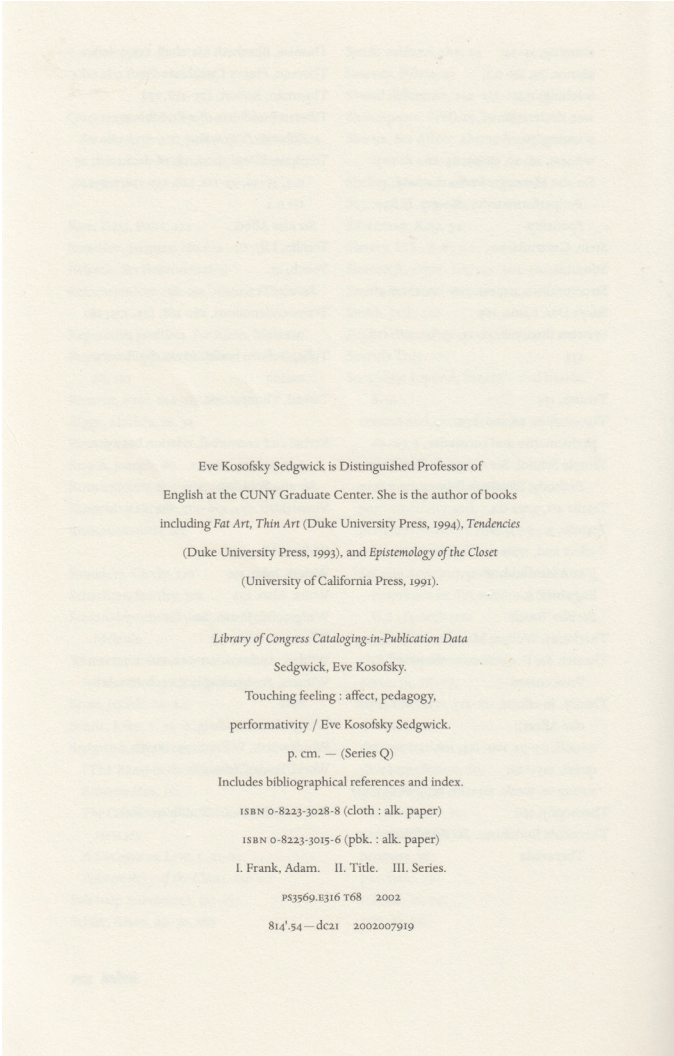 Eve Kosofsky Sedgwick is Distinguished Professor of
English at the CUNY Graduate Center. She is the author of books
including Fat Art, Thin Art (Duke University Press, 1994), Tendencies
(Duke University Press, 1993), and Epistemology of the Closet
(University of California Press, 1991).
Library of Congress Cataloging-in-Publication Data
Sedgwick, Eve Kosofsky.
Touching feeling : affect, pedagogy,
performativity / Eve Kosofsky Sedgwick.
p. cm. — (Series Q)
Includes bibliographical references and index.
ISBN 0-8223-3028-8 (cloth : alk. paper)
ISBN 0-8223-3015-6 (pbk. : alk. paper)
I. Frank, Adam. II. Title. III. Series.
PS3569.E316 T68 2002
814'.54—dc21 2002007919